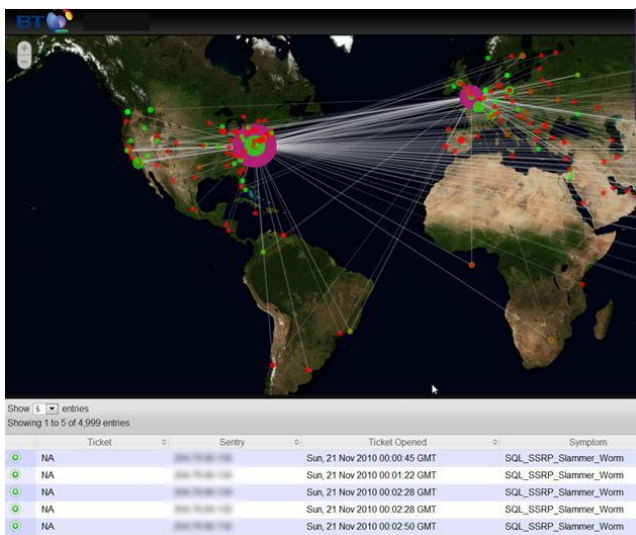 BT
Show 5 entries
Showing 1 to 5 of 4,999 entries
Ticket Sentry Ticket Opened Symptom
NA Sun, 21 Nov 2010 00:00:45 GMT SQL_SSRP_Slammer_Worm
NA Sun, 21 Nov 2010 00:01:22 GMT SQL_SSRP_Slammer_Worm
NA Sun, 21 Nov 2010 00:02:28 GMT SQL_SSRP_Slammer_Worm
NA Sun, 21 Nov 2010 00:02:28 GMT SQL_SSRP_Slammer_Worm
NA Sun, 21 Nov 2010 00:02:50 GMT SQL_SSRP_Slammer_Worm